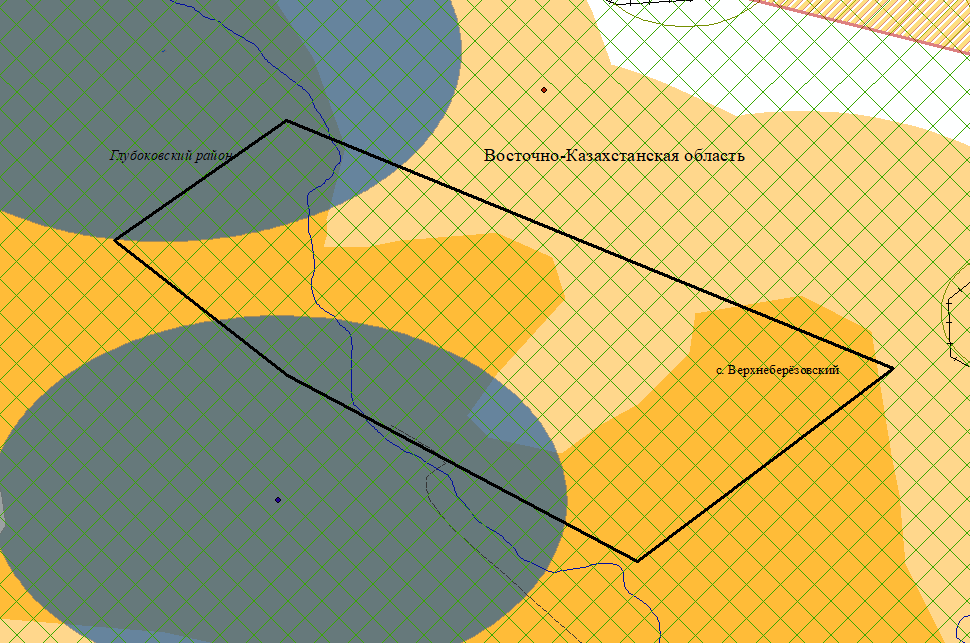 Глубоковский район
Восточно-Казахстанская область
с. Верхнеберёзовский